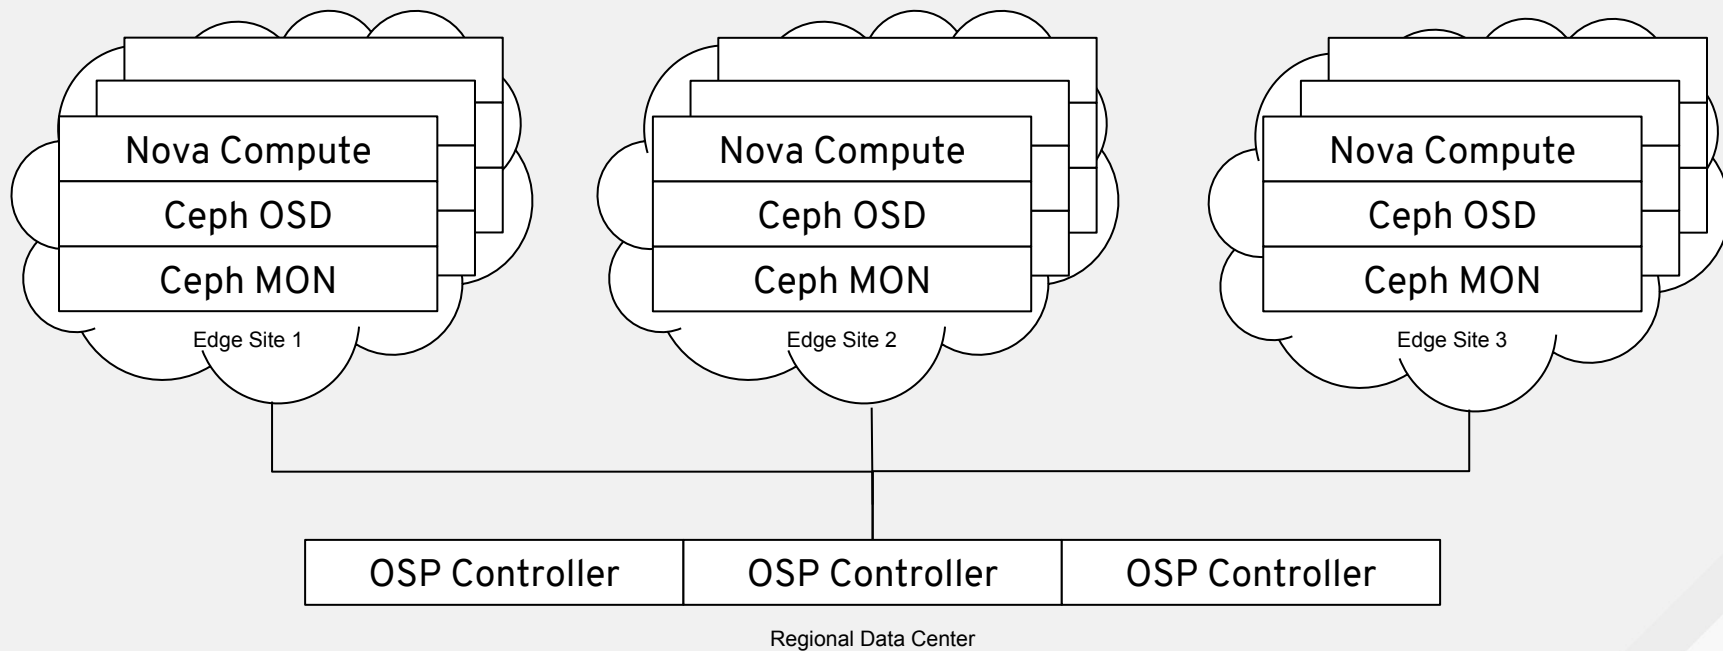 Nova Compute
Ceph OSD
Ceph MON
Edge Site 1
Nova Compute
Ceph OSD
Ceph MON
Edge Site 2
Nova Compute
Ceph OSD
Ceph MON
Edge Site 3
OSP Controller
OSP Controller
OSP Controller
Regional Data Center